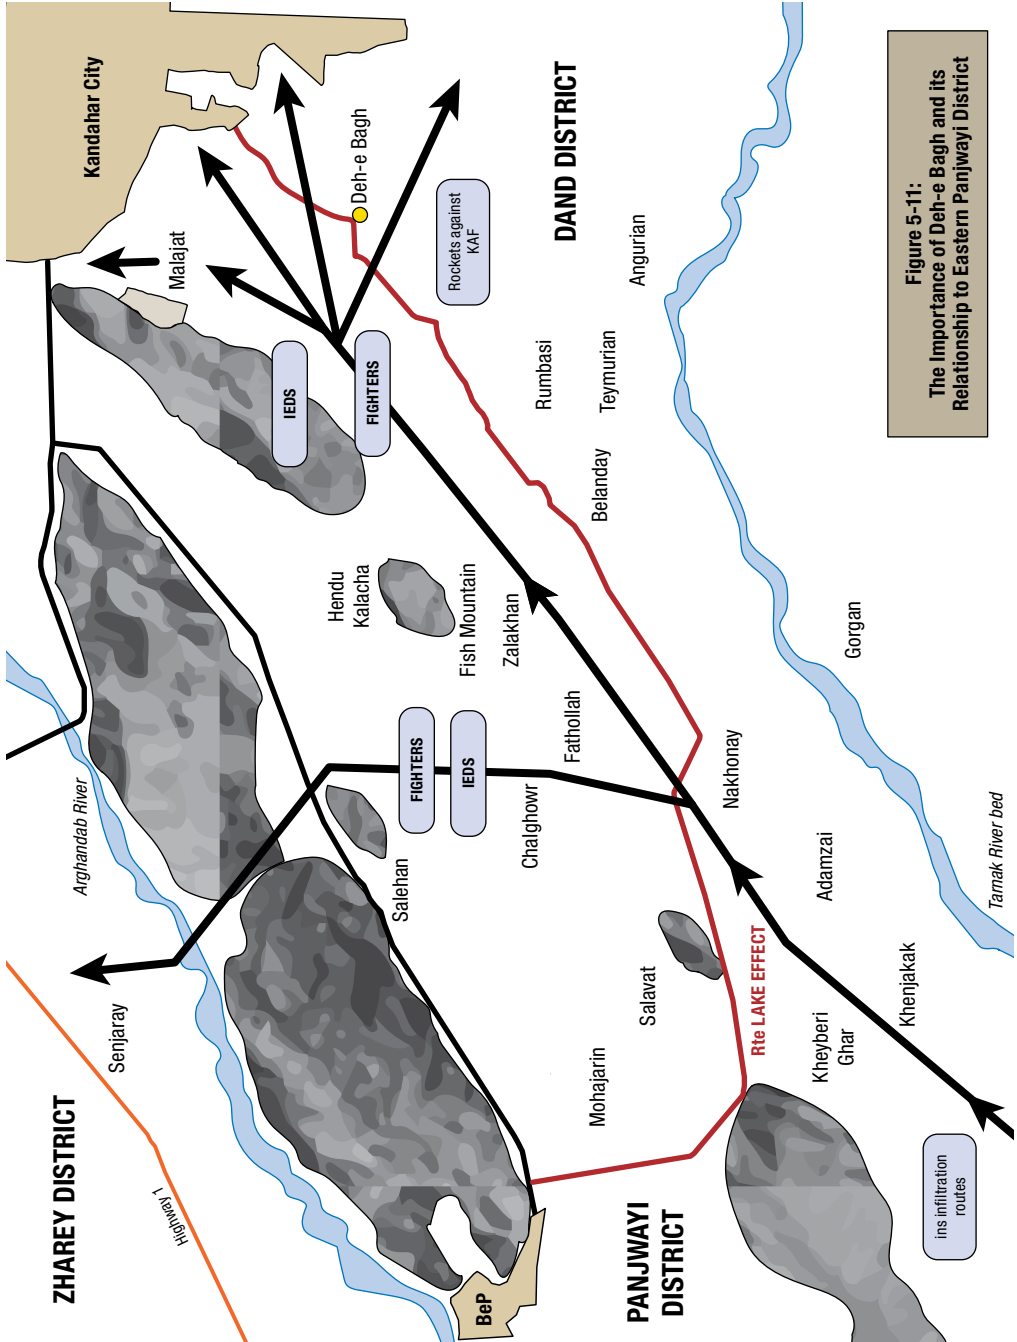 Figure 5-11:
The Importance of Deh-e Bagh and its
Relationship to Eastern Panjwayi District
ZHAREY DISTRICT
Highway 1
Senjaray
Arghandab River
Kandahar City
Malajat
Deh-e Bagh
Rockets against
KAF
DAND DISTRICT
IEDS
FIGHTERS
Hendu
Kalacha
Fish Mountain
Zalakhan
Rumbasi
Teymurian
Angurian
Belanday
FIGHTERS
IEDS
Fathollah
Chalghowr
Salehan
Nakhonay
Gorgan
Adamzai
Tarnak River bed
Salavat
Rte LAKE EFFECT
Mohajarin
Kheyberi
Ghar
Khenjakak
BeP
PANJWAYI
DISTRICT
ins infiltration
routes